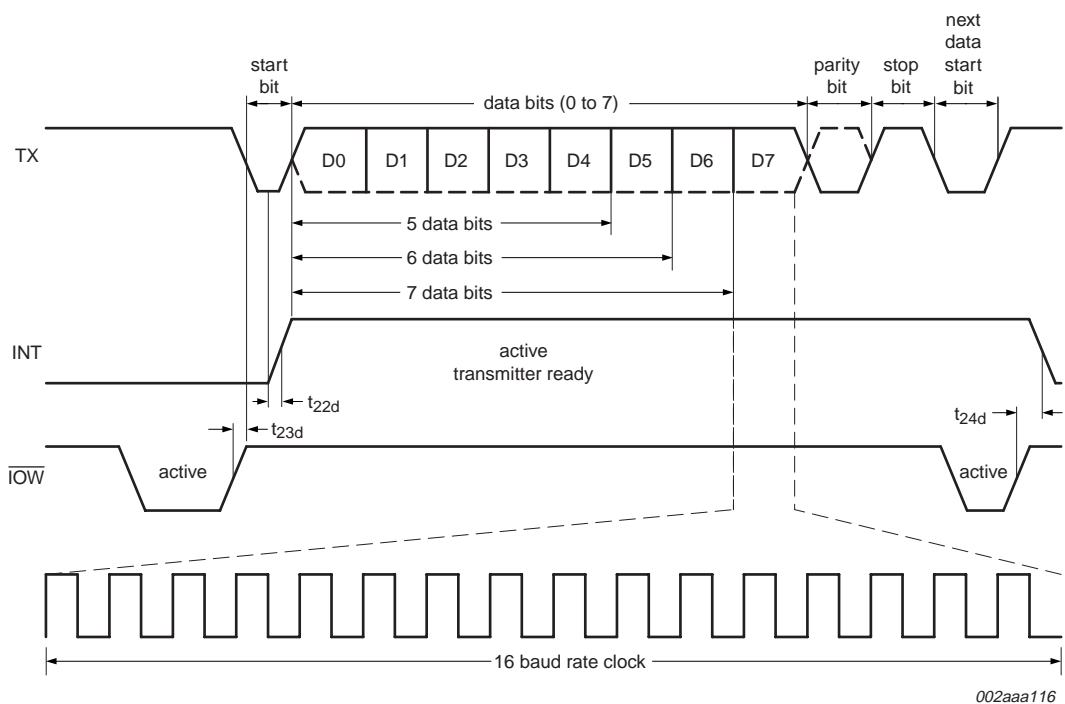 next
data
start
bit
start
bit
parity
bit
stop
bit
data bits (0 to 7)
TX
D0 D1 D2 D3 D4 D5 D6 D7
5 data bits
6 data bits
7 data bits
INT
active
transmitter ready
t22d
t24d
t23d
IOW
active
active
16 baud rate clock
002aaa116